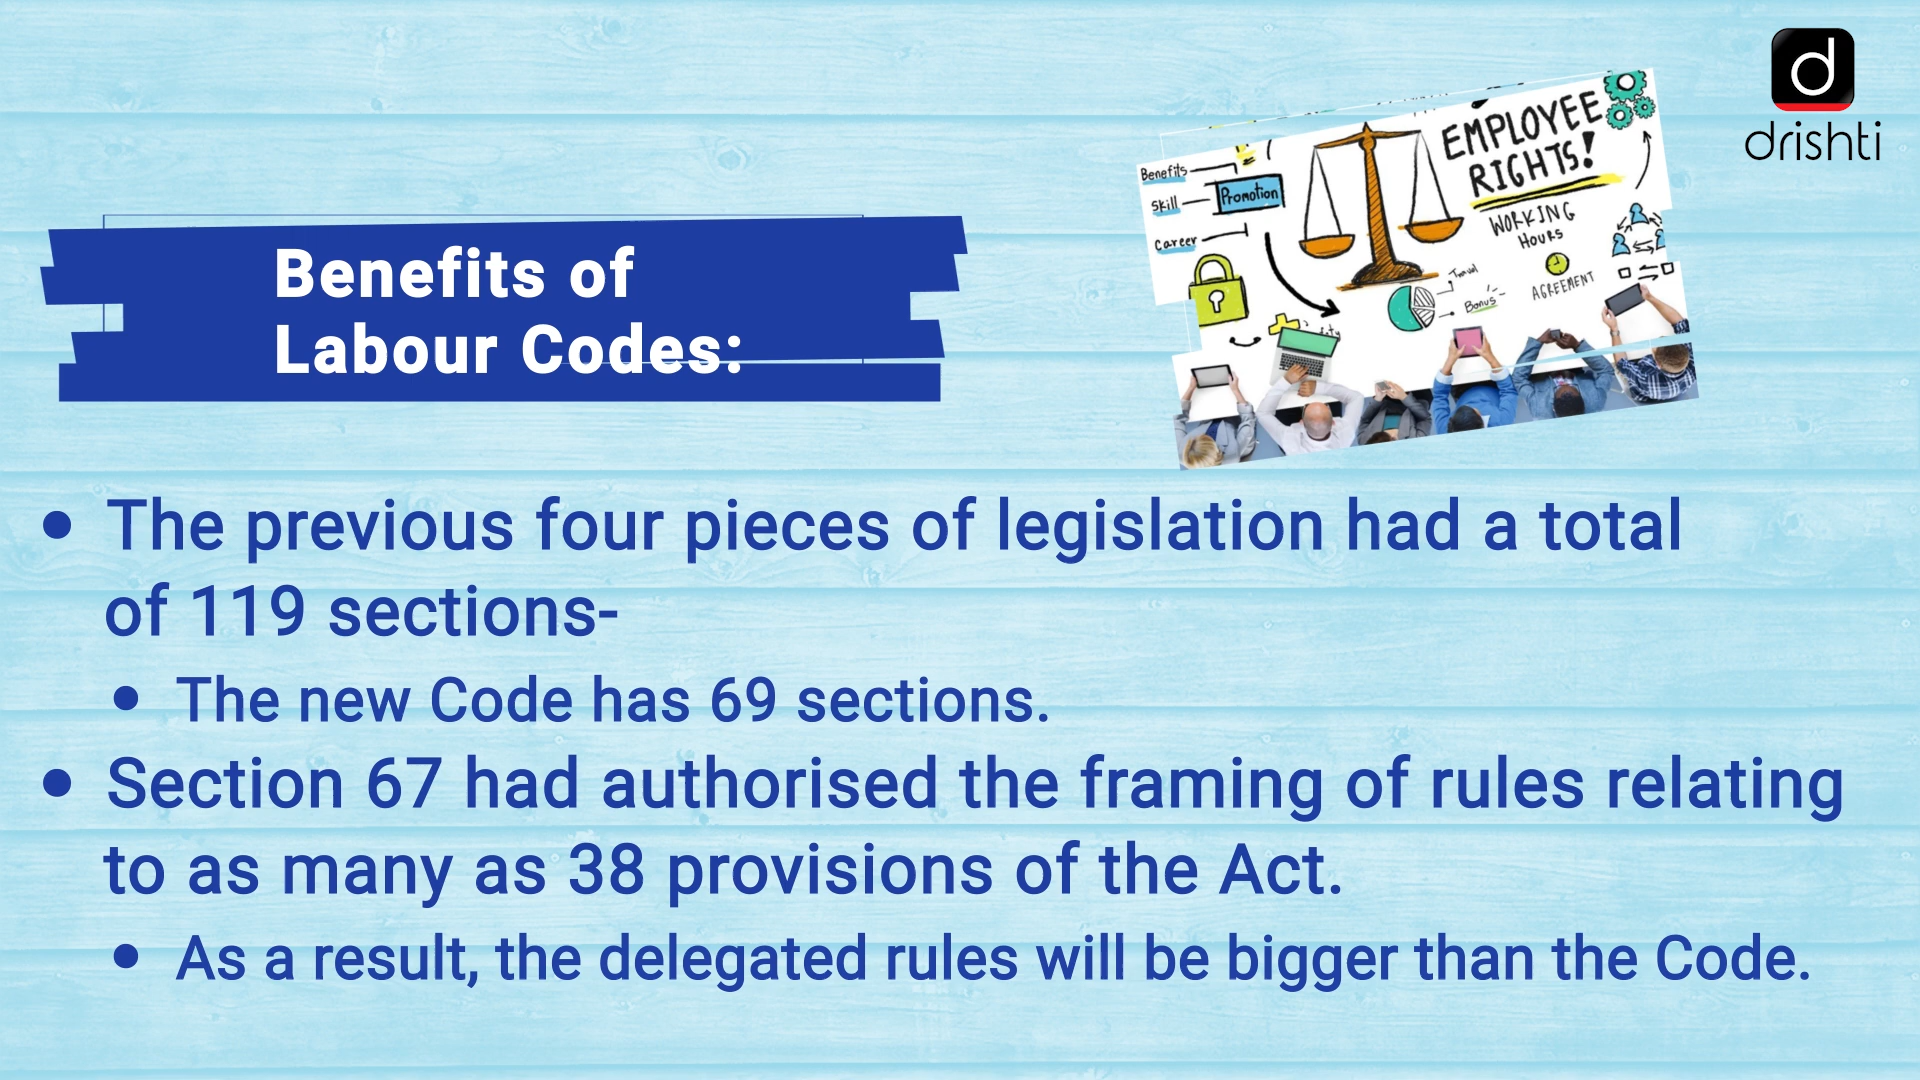 d
drishti
EMPLOYEE
RIGHTS!
Benefits
Skill
Promotion
Career
WORKING
HOURS
Travel
Bonus
AGREEMENT
Benefits of
Labour Codes:
• The previous four pieces of legislation had a total
of 119 sections-
• The new Code has 69 sections.
• Section 67 had authorised the framing of rules relating
to as many as 38 provisions of the Act.
• As a result, the delegated rules will be bigger than the Code.